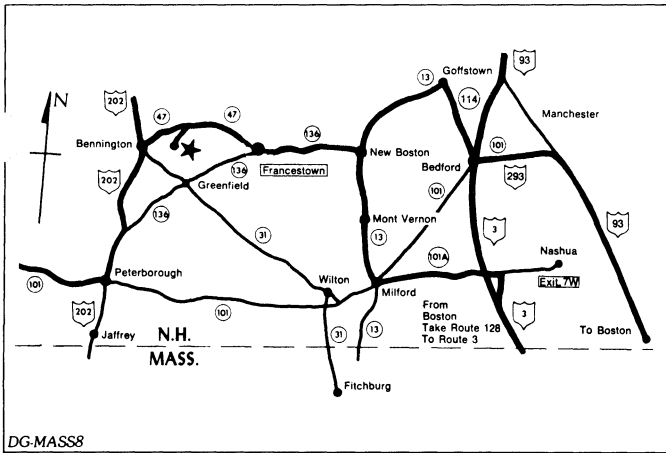 93
202
13
Goffstown
114
N
47
47
Manchester
136
101
Bennington
New Boston
Bedford
136
Francestown
293
202
Greenfield
101
136
Mont Vernon
3
93
31
13
101A
Nashua
Peterborough
Wilton
Milford
Exit 7W
101
101
202
From
Boston
Take Route 128
To Route 3
3
Jaffrey
N.H.
31
13
To Boston
MASS.
Fitchburg
DG-MASS8